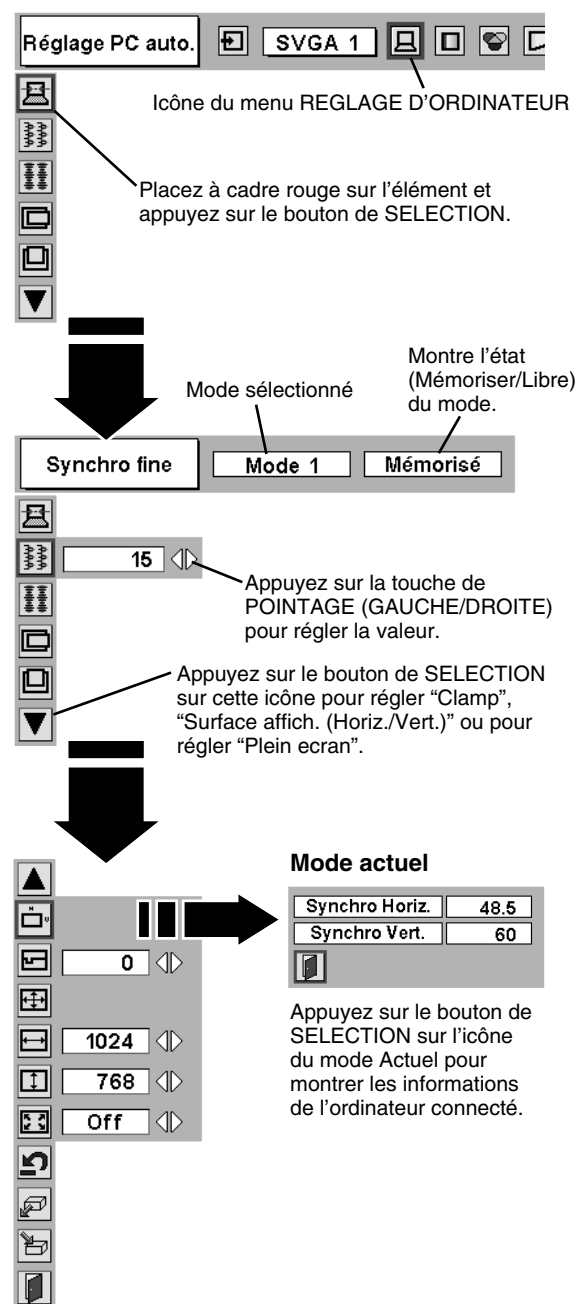 Réglage PC auto.
SVGA 1
Icône du menu REGLAGE D’ORDINATEUR
Placez à cadre rouge sur l’élément et
appuyez sur le bouton de SELECTION.
Montre l’état
(Mémoriser/Libre)
du mode.
Mode sélectionné
Synchro fine
Mode 1
Mémorisé
15
Appuyez sur la touche de
POINTAGE (GAUCHE/DROITE)
pour régler la valeur.
Appuyez sur le bouton de SELECTION
sur cette icône pour régler “Clamp”,
“Surface affich. (Horiz./Vert.)” ou pour
régler “Plein ecran”.
Mode actuel
H
V
Synchro Horiz. 48.5
Synchro Vert. 60
0
1024
768
Off
Appuyez sur le bouton de
SELECTION sur l’icône
du mode Actuel pour
montrer les informations
de l’ordinateur connecté.